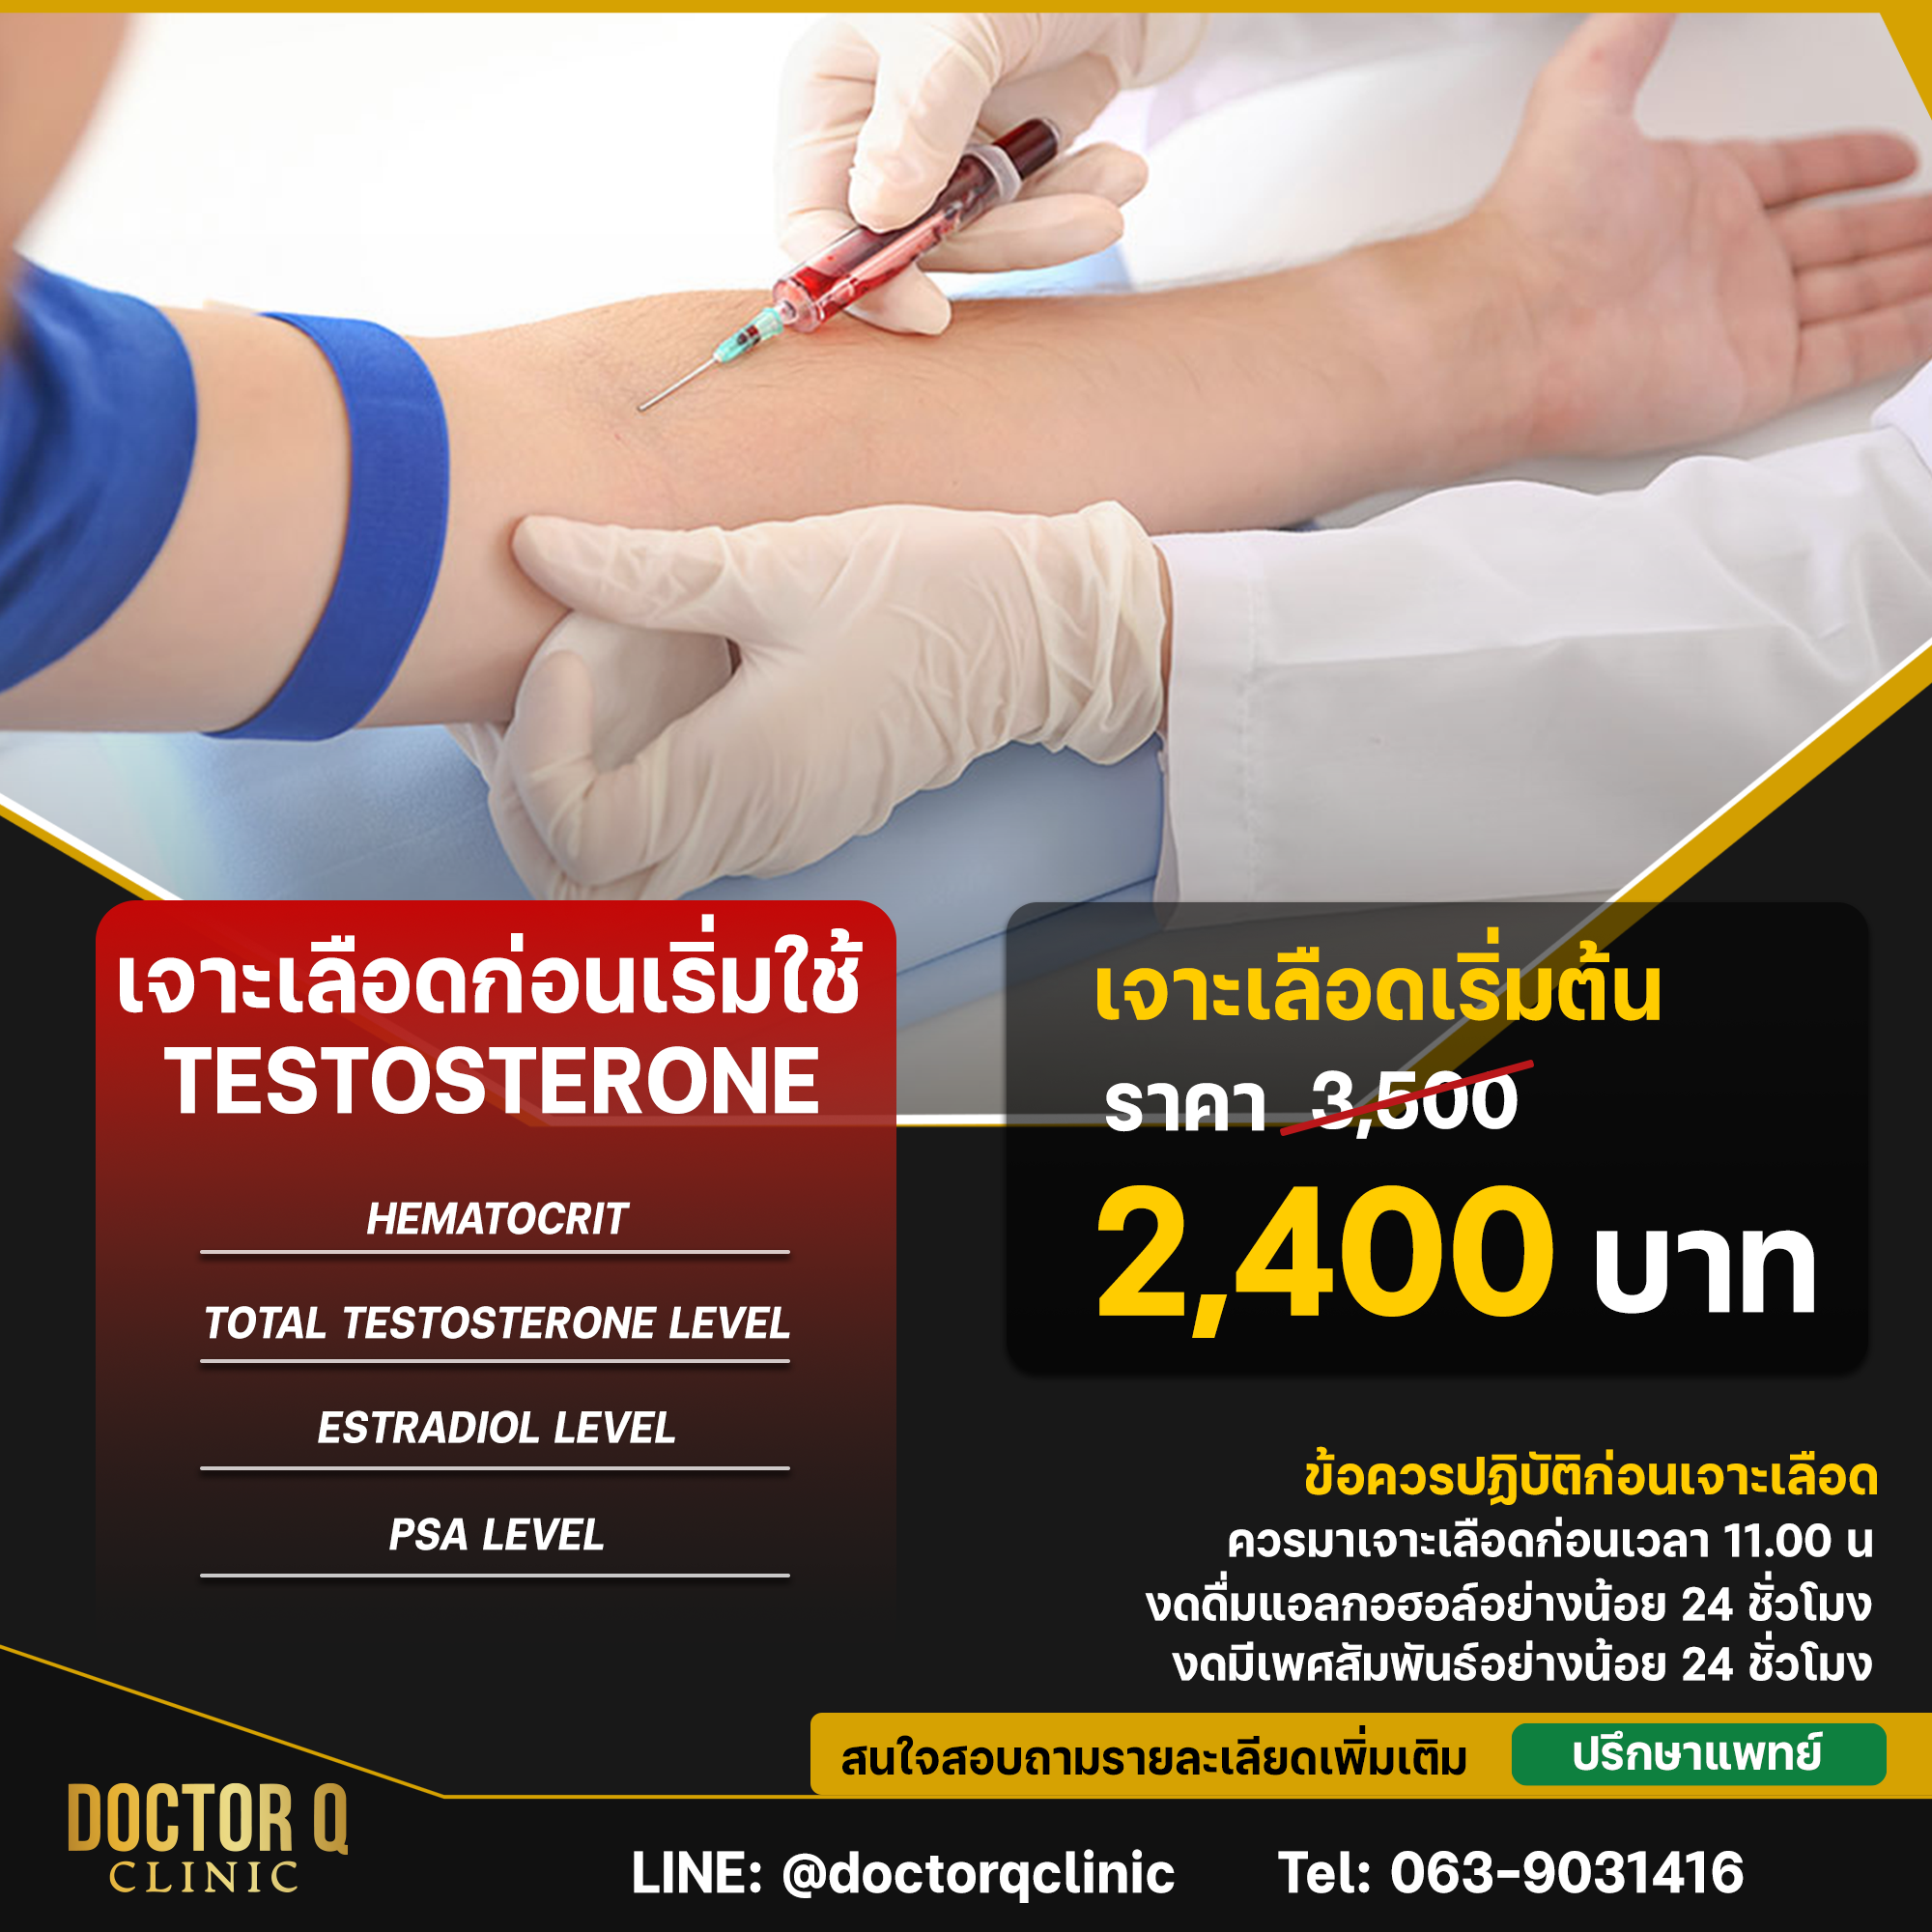 เจาะเลือดก่อนเริ่มใช้
TESTOSTERONE
HEMATOCRIT
TOTAL TESTOSTERONE LEVEL
ESTRADIOL LEVEL
PSA LEVEL
เจาะเลือดเริ่มต้น
ราคา 3,500
2,400 บาท
ข้อควรปฏิบัติก่อนเจาะเลือด
ควรมาเจาะเลือดก่อนเวลา 11.00 น
งดดื่มแอลกอฮอล์อย่างน้อย 24 ชั่วโมง
งดมีเพศสัมพันธ์อย่างน้อย 24 ชั่วโมง
สนใจสอบถามรายละเอียดเพิ่มเติม ปรึกษาแพทย์
DOCTOR Q
CLINIC
LINE: @doctorqclinic Tel: 063-9031416